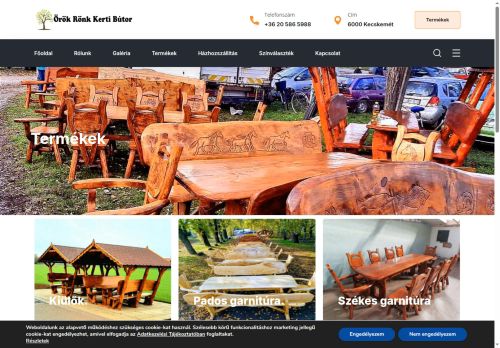 Örök Rönk Kerti Bútor
Telefonszám
+36 20 586 5988
Cím
6000 Kecskemét
Termékek
Főoldal Rólunk Galéria Termékek Házhozszállítás Színválaszték Kapcsolat
Termékek
Kiülők
Pados garnitúra.
Székes garnitúra
Weboldalunk az alapvető működéshez szükséges cookie-kat használ. Szélesebb körű funkcionalitáshoz marketing jellegű
cookie-kat engedélyezhet, amivel elfogadja az Adatkezelési Tájékoztatóban foglaltakat.
Részletek
Engedélyezem
Nem engedélyezem